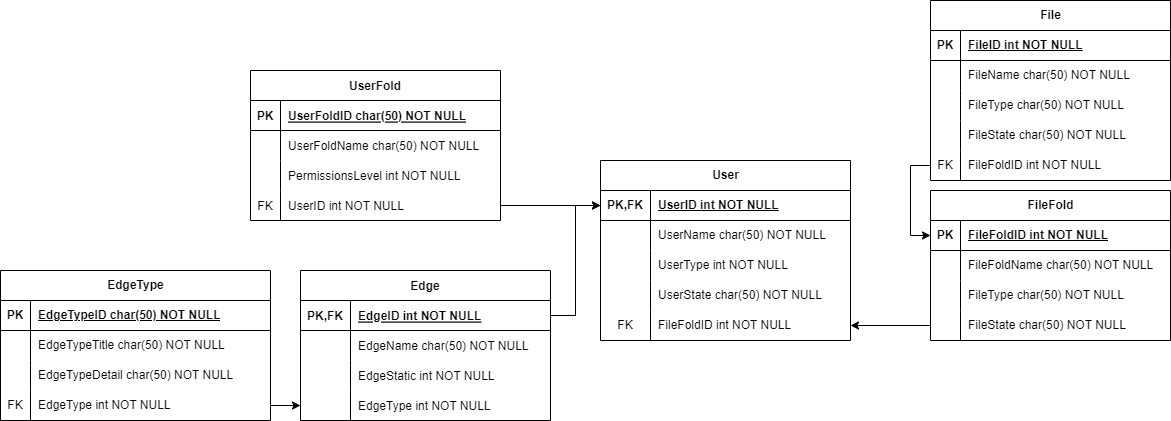 File
PK FileID int NOT NULL
FileName char(50) NOT NULL
FileType char(50) NOT NULL
FileState char(50) NOT NULL
FK FileFoldID int NOT NULL
UserFold
PK UserFoldID char(50) NOT NULL
UserFoldName char(50) NOT NULL
PermissionsLevel int NOT NULL
FK UserID int NOT NULL
User
PK,FK UserID int NOT NULL
UserName char(50) NOT NULL
UserType int NOT NULL
UserState char(50) NOT NULL
FK FileFoldID int NOT NULL
FileFold
PK FileFoldID int NOT NULL
FileFoldName char(50) NOT NULL
FileType char(50) NOT NULL
FileState char(50) NOT NULL
EdgeType
PK EdgeTypeID char(50) NOT NULL
EdgeTypeTitle char(50) NOT NULL
EdgeTypeDetail char(50) NOT NULL
FK EdgeType int NOT NULL
Edge
PK,FK EdgeID int NOT NULL
EdgeName char(50) NOT NULL
EdgeStatic int NOT NULL
EdgeType int NOT NULL